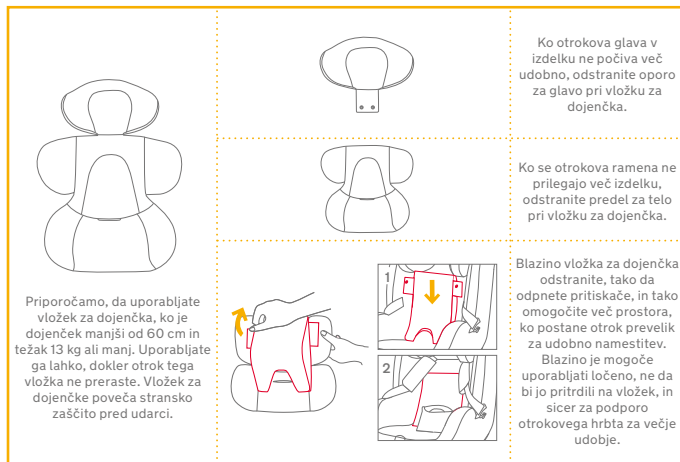 Priporočamo, da uporabljate
vložek za dojenčka, ko je
dojenček manjši od 60 cm in
težak 13 kg ali manj. Uporabljate
ga lahko, dokler otrok tega
vložka ne preraste. Vložek za
dojenčke poveča stransko
zaščito pred udarci.
Ko otrokova glava v
izdelku ne počiva več
udobno, odstranite oporo
za glavo pri vložku za
dojenčka.
Ko se otrokova ramena ne
prilegajo več izdelku,
odstranite predel za telo
pri vložku za dojenčka.
1
2
Blazino vložka za dojenčka
odstranite, tako da
odpnete pritiskače, in tako
omogočite več prostora,
ko postane otrok prevelik
za udobno namestitev.
Blazino je mogoče
uporabljati ločeno, ne da
bi jo pritrdili na vložek, in
sicer za podporo
otrokovega hrbta za večje
udobje.